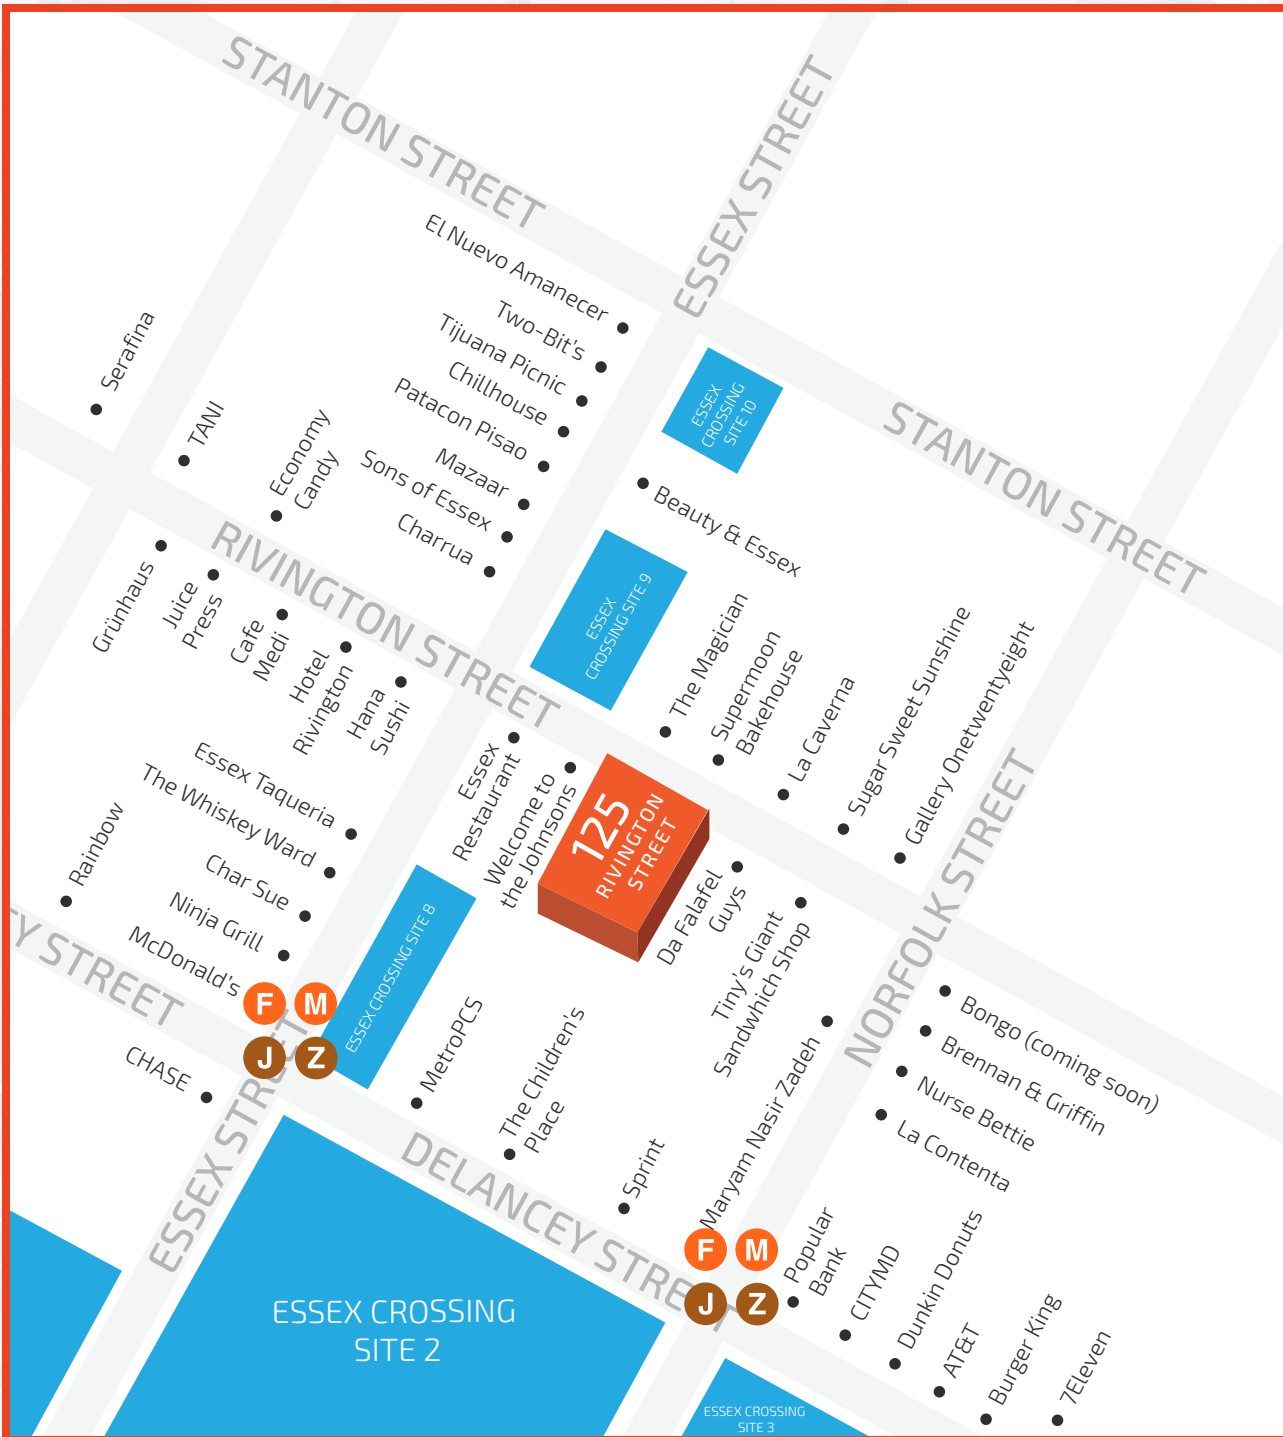 STANTON STREET
ESSEX STREET
El Nuevo Amanecer
Two-Bit's
Tijuana Picnic
Chillhouse
Patacon Pisao
Mazaar
Sons of Essex
Charrua
Serafina
TANI
Economy
Candy
ESSEX
CROSSING
SITE 10
STANTON STREET
Beauty & Essex
RIVINGTON STREET
ESSEX
CROSSING SITE 9
Grünhaus
Juice
Press
Cafe
Medi
Hotel
Rivington
Hana
Sushi
The Magician
Supermoon
Bakehouse
La Caverna
Sugar Sweet Sunshine
Gallery Onetwentyeight
Essex Taqueria
The Whiskey Ward
Char Sue
Ninja Grill
McDonald's
Rainbow
Essex
Restaurant
Welcome to
the Johnsons
125
RIVINGTON
STREET
Da Falafel
Guys
Tiny's Giant
Sandwhich Shop
NORFOLK STREET
Y STREET
F M
J Z
CHASE
ESSEX STREET
ESSEX CROSSING SITE 8
MetroPCS
The Children's
Place
Sprint
Maryam Nasir Zadeh
Bongo (coming soon)
Brennan & Griffin
Nurse Bettie
La Contenta
DELANCEY STREET
F M
J Z
Popular
Bank
CITYMD
Dunkin Donuts
AT&T
Burger King
7Eleven
ESSEX CROSSING
SITE 2
ESSEX CROSSING
SITE 3